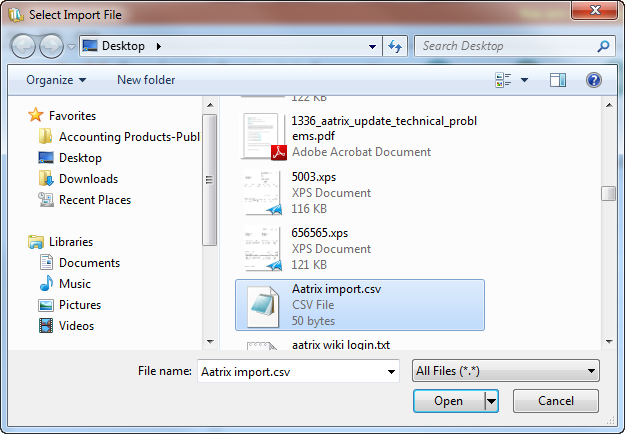 Select Import File
Desktop
Search Desktop
Organize
New folder
Favorites
Accounting Products-Publ
Desktop
Downloads
Recent Places
Libraries
Documents
Music
Pictures
Videos
122 KB
1336_aatrix_update_technical_probl
ems.pdf
Adobe Acrobat Document
5003.xps
XPS Document
116 KB
656565.xps
XPS Document
121 KB
Aatrix import.csv
CSV File
50 bytes
aatrix wiki login.txt
File name:
Aatrix import.csv
All Files (*.*)
Open
Cancel